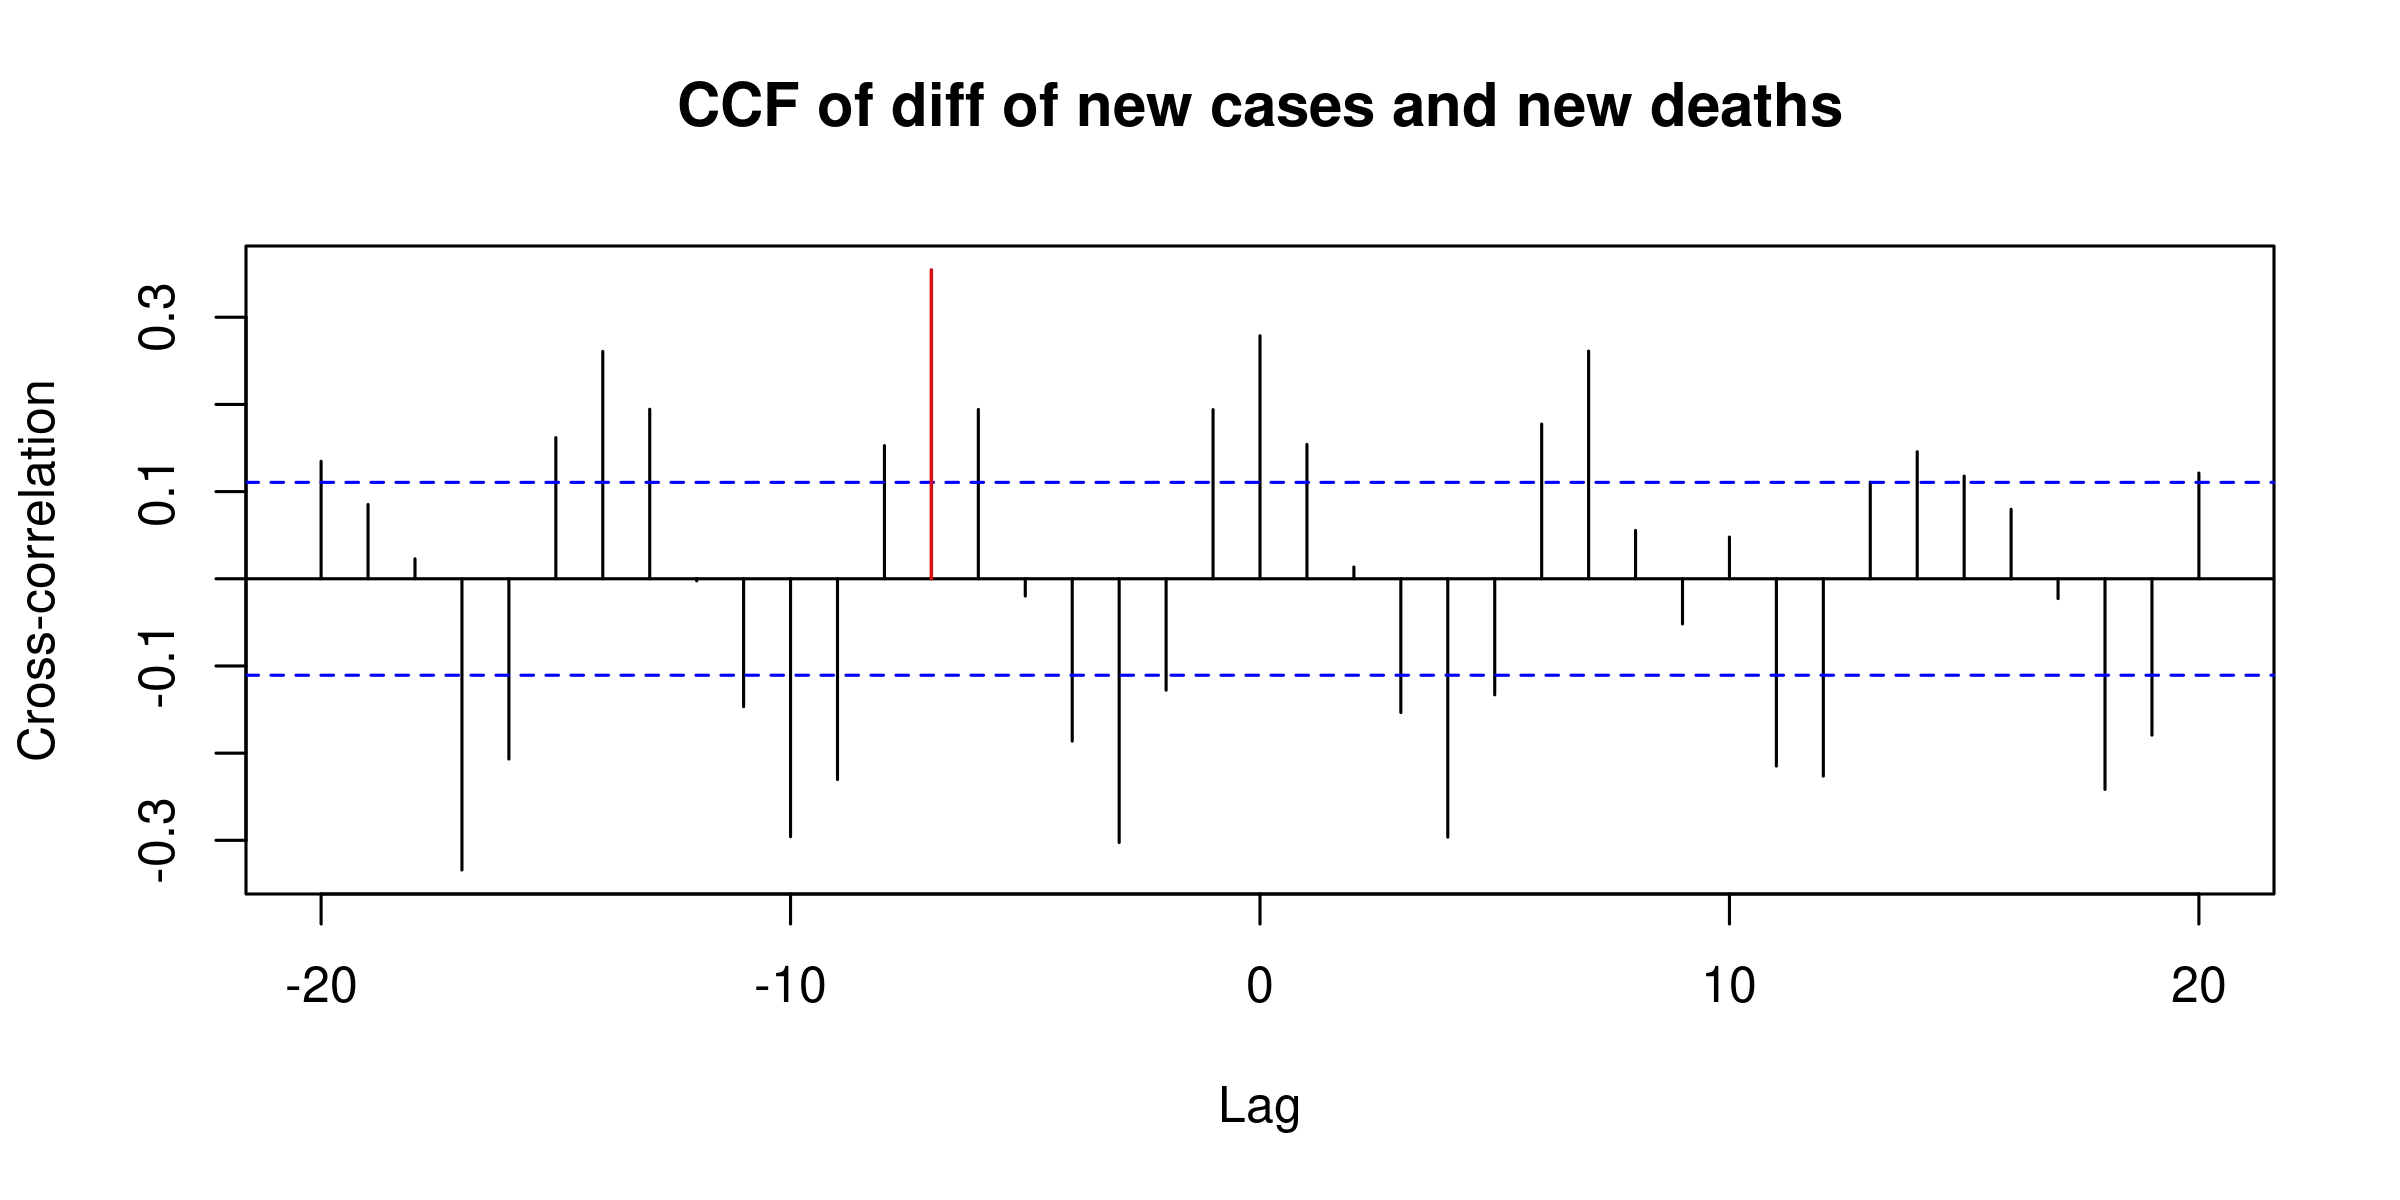 CCF of diff of new cases and new deaths
Cross-correlation
0.3
0.1
-0.1
-0.3
-20 -10 0 10 20
Lag